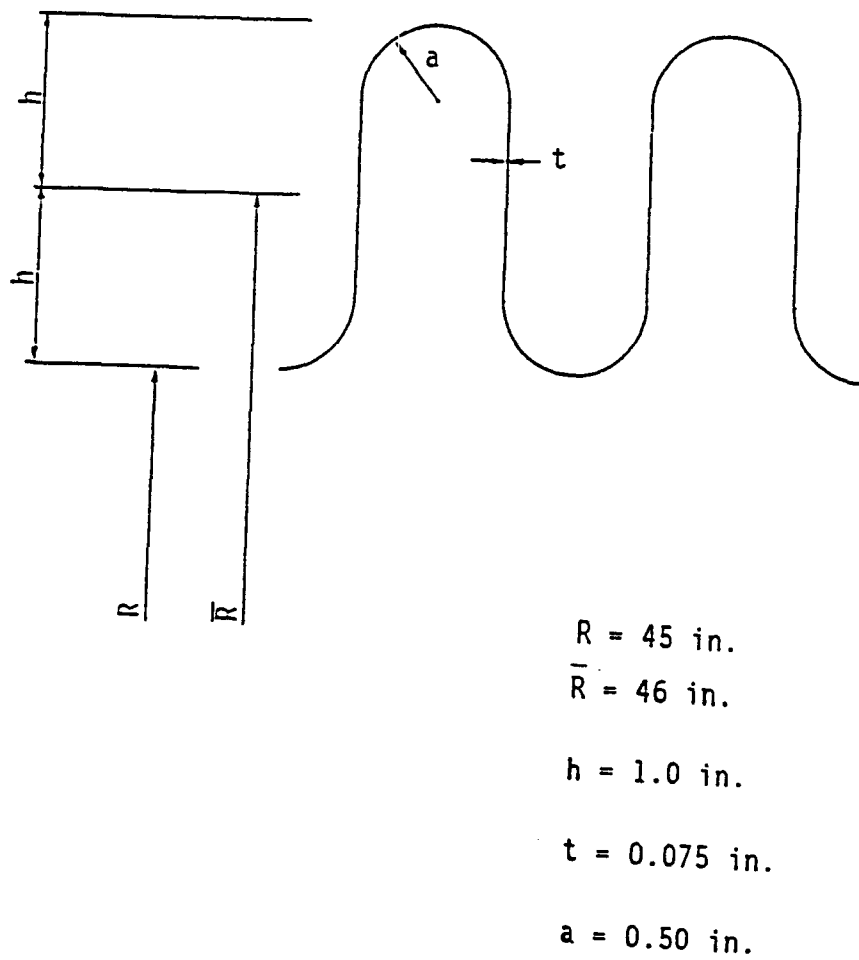 h
a
t
h
R
R̅
R = 45 in.
R̅ = 46 in.
h = 1.0 in.
t = 0.075 in.
a = 0.50 in.